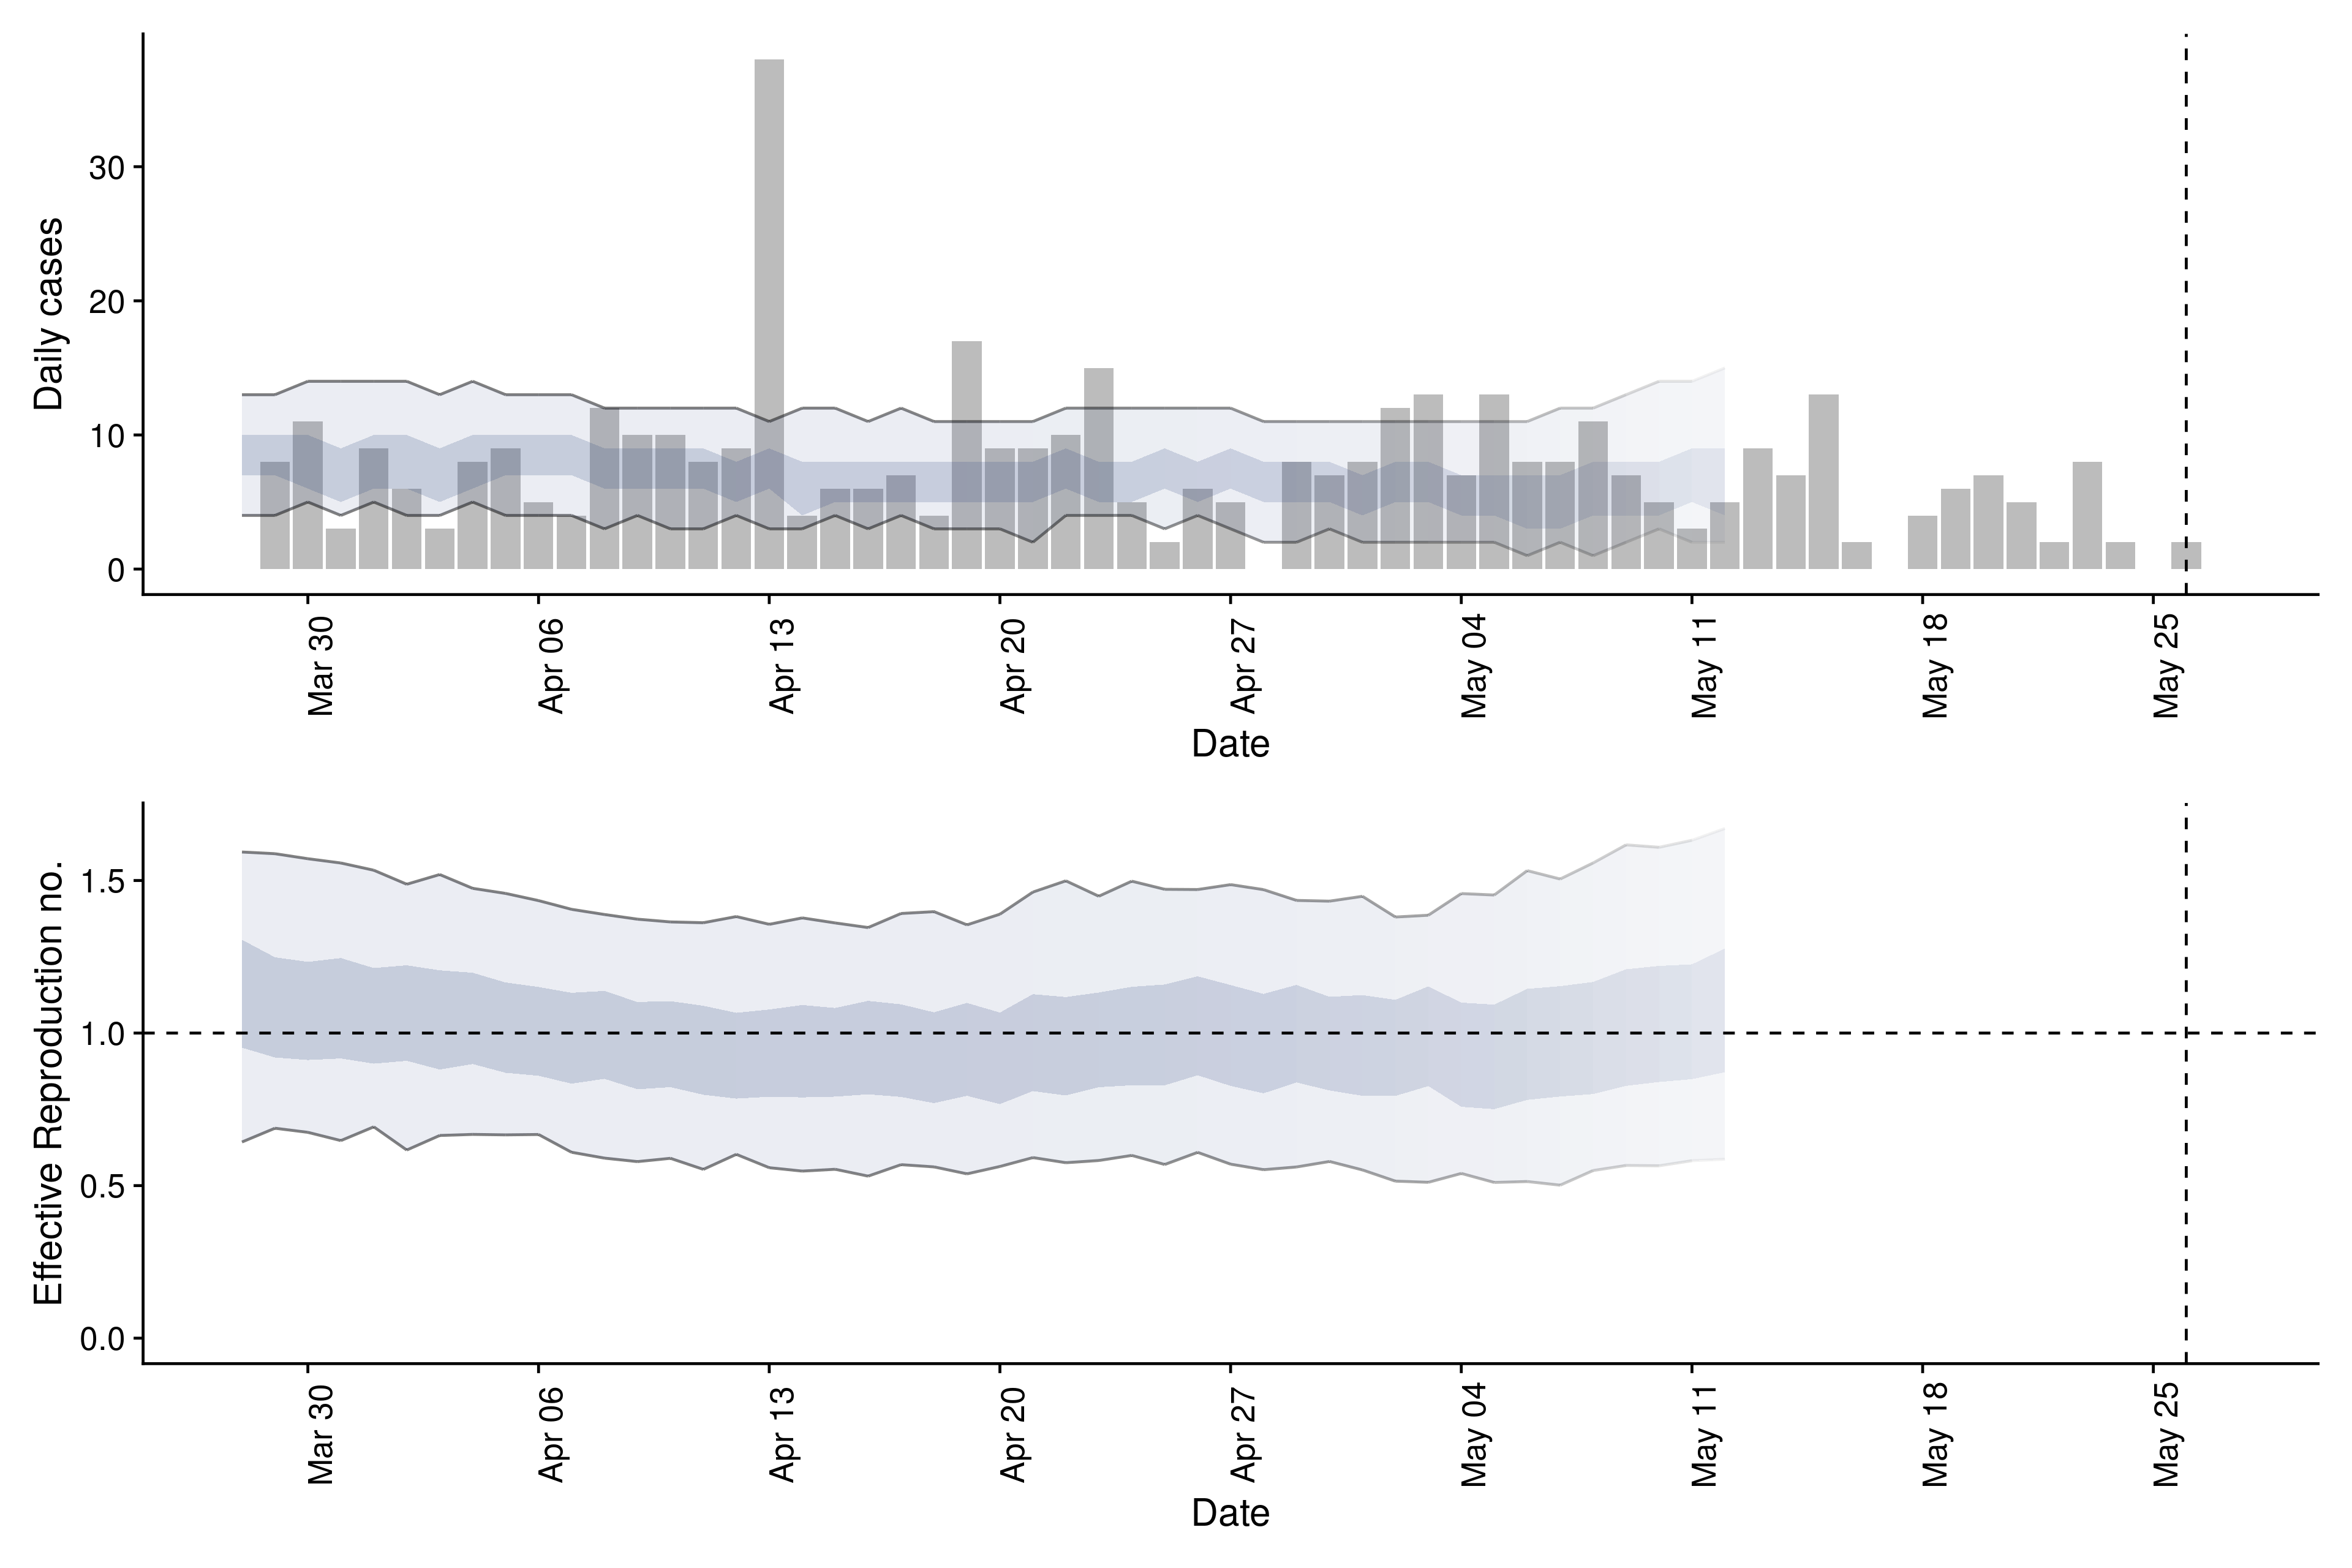 Daily cases
30
20
10
0
Mar 30
Apr 06
Apr 13
Apr 20
Apr 27
May 04
May 11
May 18
May 25
Date
Effective Reproduction no.
1.5
1.0
0.5
0.0
Mar 30
Apr 06
Apr 13
Apr 20
Apr 27
May 04
May 11
May 18
May 25
Date